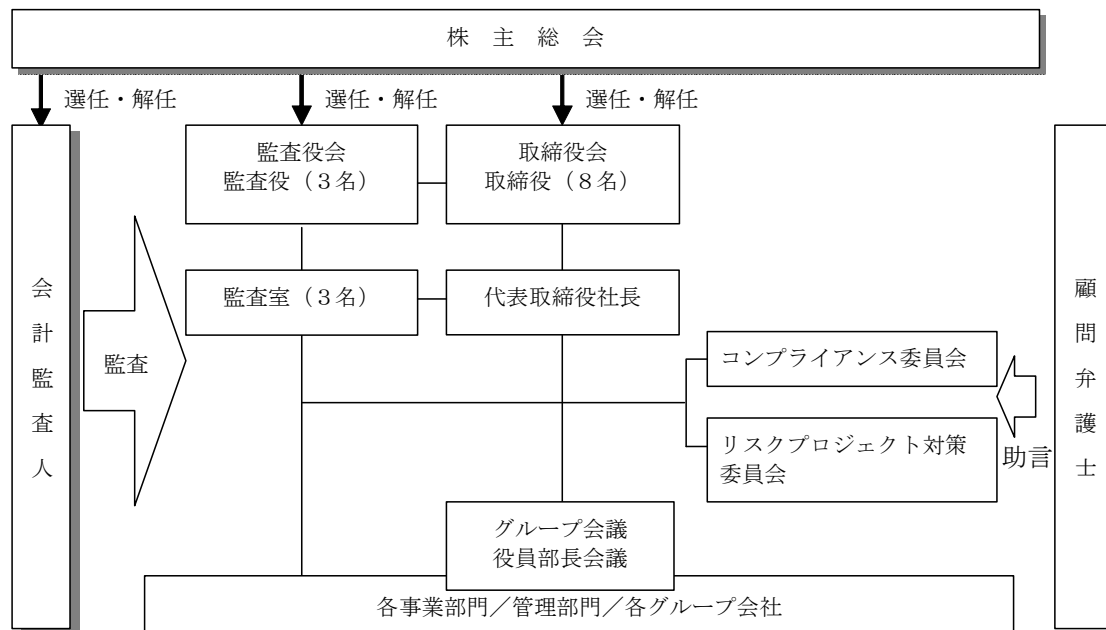 株 主 総 会
選任・解任
選任・解任
選任・解任
監査役会
監査役（３名）
取締役会
取締役（８名）
会計監査人
監査
監査室（３名）
代表取締役社長
コンプライアンス委員会
リスクプロジェクト対策
委員会
助言
顧問弁護士
グループ会議
役員部長会議
各事業部門／管理部門／各グループ会社